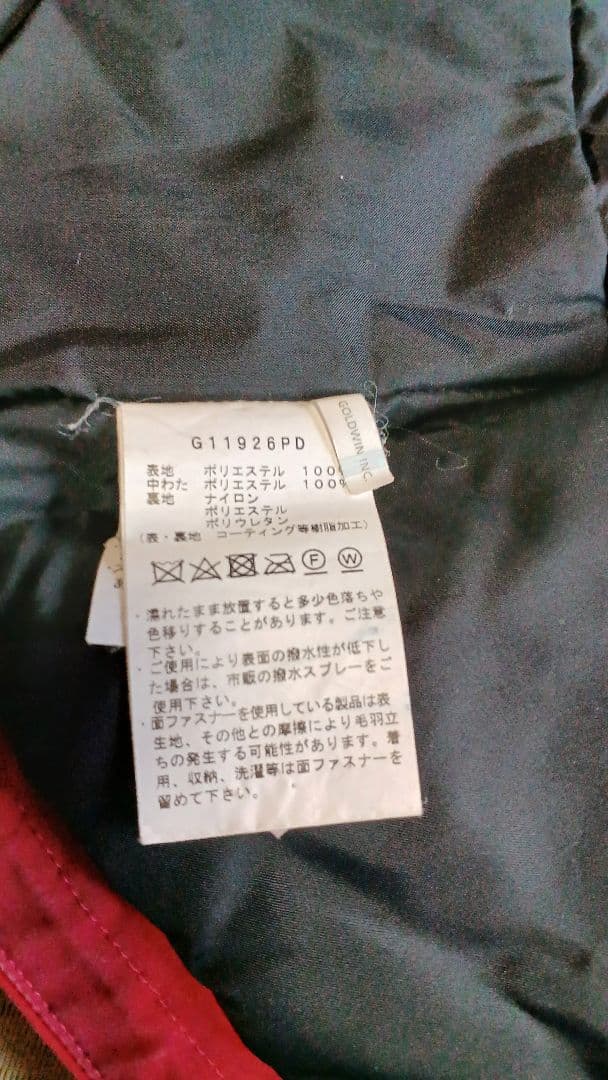 GOLDWIN INC.
G11926PD
表地 ポリエステル 100%
中わた ポリエステル 100%
裏地 ナイロン
ポリエステル
ポリウレタン
(表・裏地 コーティング等樹脂加工)
F W
・濡れたまま放置すると多少色落ちや
色移りすることがあります。ご注意
下さい。
・ご使用により表面の撥水性が低下し
た場合は、市販の撥水スプレーをご
使用下さい。
・面ファスナーを使用している製品は表
生地、その他との摩擦により毛羽立
ちの発生する可能性があります。着
用、収納、洗濯等は面ファスナーを
留めて下さい。